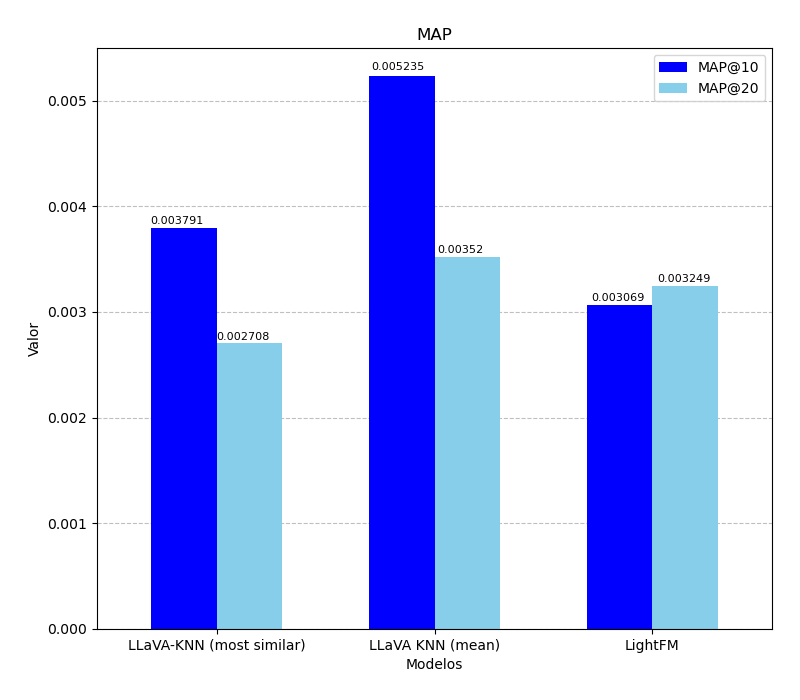 MAP
MAP@10
MAP@20
0.005235
0.005
0.004
0.003791
0.00352
0.003249
0.003069
0.003
0.002708
0.002
0.001
0.000
Valor
LLaVA-KNN (most similar)
LLaVA KNN (mean)
LightFM
Modelos